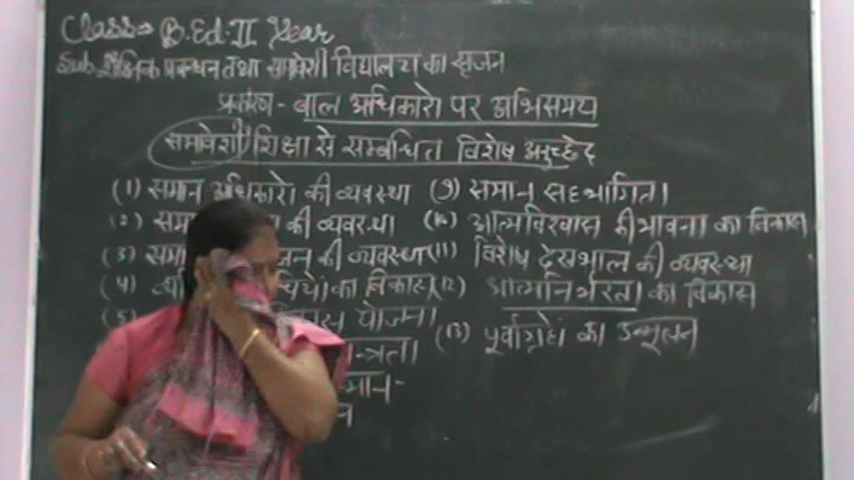 Class→ B.Ed.II Year
Sub. शैक्षिक प्रबन्धन तथा समावेशी विद्यालय का सृजन
प्रकरण - बाल अधिकारो पर अभिसमय
समावेशी शिक्षा से सम्बन्धित विशेष अनुच्छेद
(1) समान अधिकारो की व्यवस्था
(2) की व्यवस्था
(3) की व्यवस्था
(4) का विकास
(5) योजना
(9) समान सहभागिता
(10) आत्मविश्वास की भावना का विकास
(11) विशेष देखभाल की व्यवस्था
(12) आत्मनिर्भरता का विकास
(13) पूर्वाग्रहों का उन्मूलन